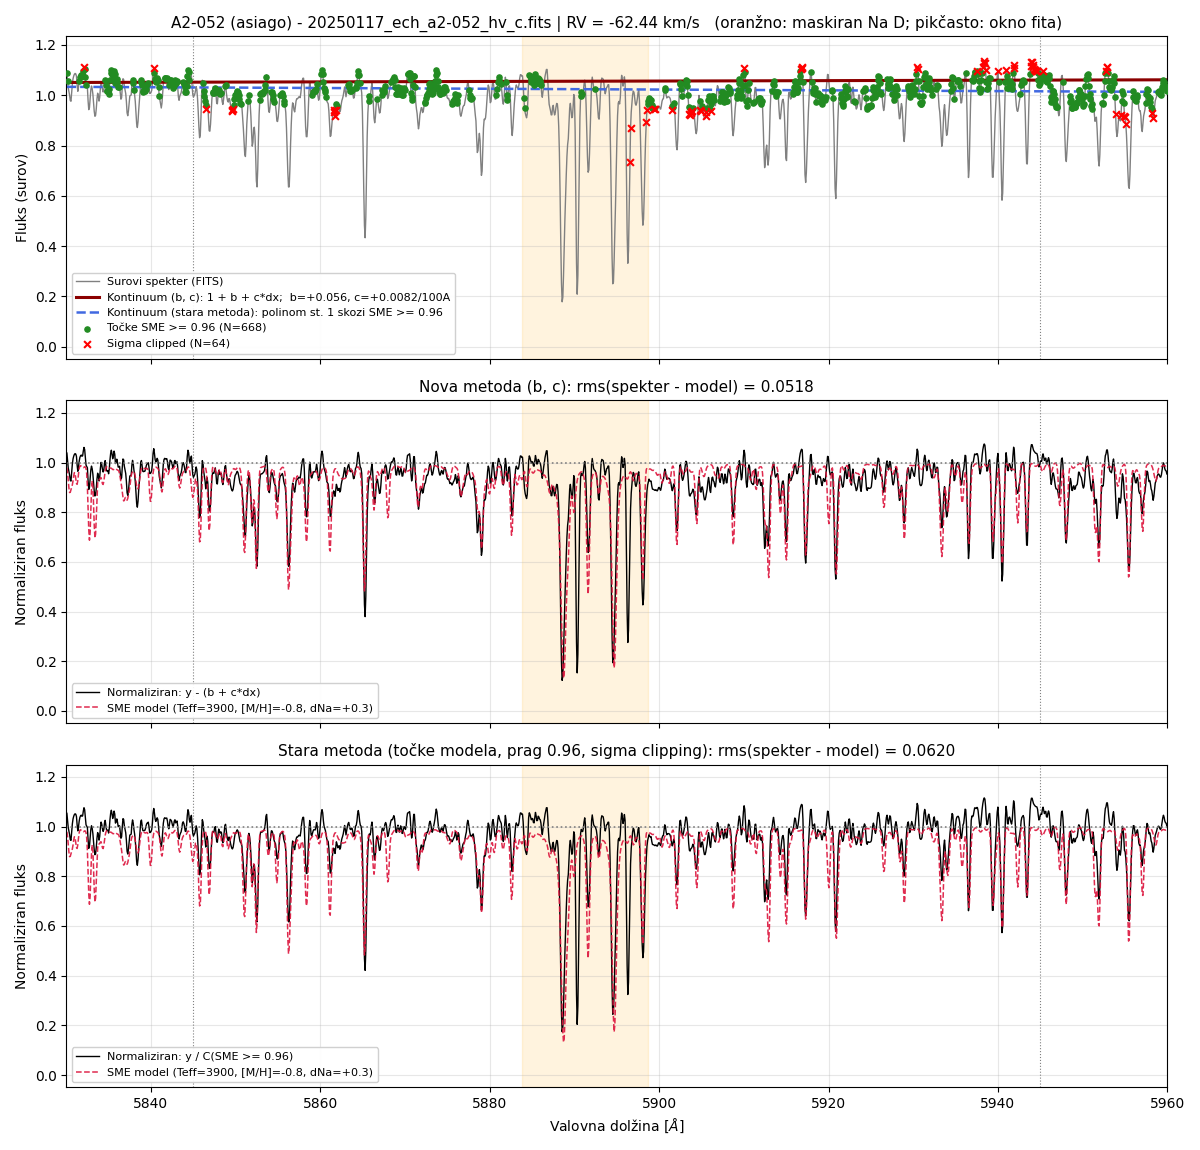 A2-052 (asiago) - 20250117_ech_a2-052_hv_c.fits | RV = -62.44 km/s   (oranžno: maskiran Na D; pikčasto: okno fita)
1.2
1.0
0.8
0.6
0.4
0.2
0.0
Fluks (surov)
Surovi spekter (FITS)
Kontinuum (b, c): 1 + b + c*dx;  b=+0.056, c=+0.0082/100A
Kontinuum (stara metoda): polinom st. 1 skozi SME >= 0.96
Točke SME >= 0.96 (N=668)
Sigma clipped (N=64)
Nova metoda (b, c): rms(spekter - model) = 0.0518
1.2
1.0
0.8
0.6
0.4
0.2
0.0
Normaliziran fluks
Normaliziran: y - (b + c*dx)
SME model (Teff=3900, [M/H]=-0.8, dNa=+0.3)
Stara metoda (točke modela, prag 0.96, sigma clipping): rms(spekter - model) = 0.0620
1.2
1.0
0.8
0.6
0.4
0.2
0.0
Normaliziran fluks
Normaliziran: y / C(SME >= 0.96)
SME model (Teff=3900, [M/H]=-0.8, dNa=+0.3)
5840 5860 5880 5900 5920 5940 5960
Valovna dolžina [Å]